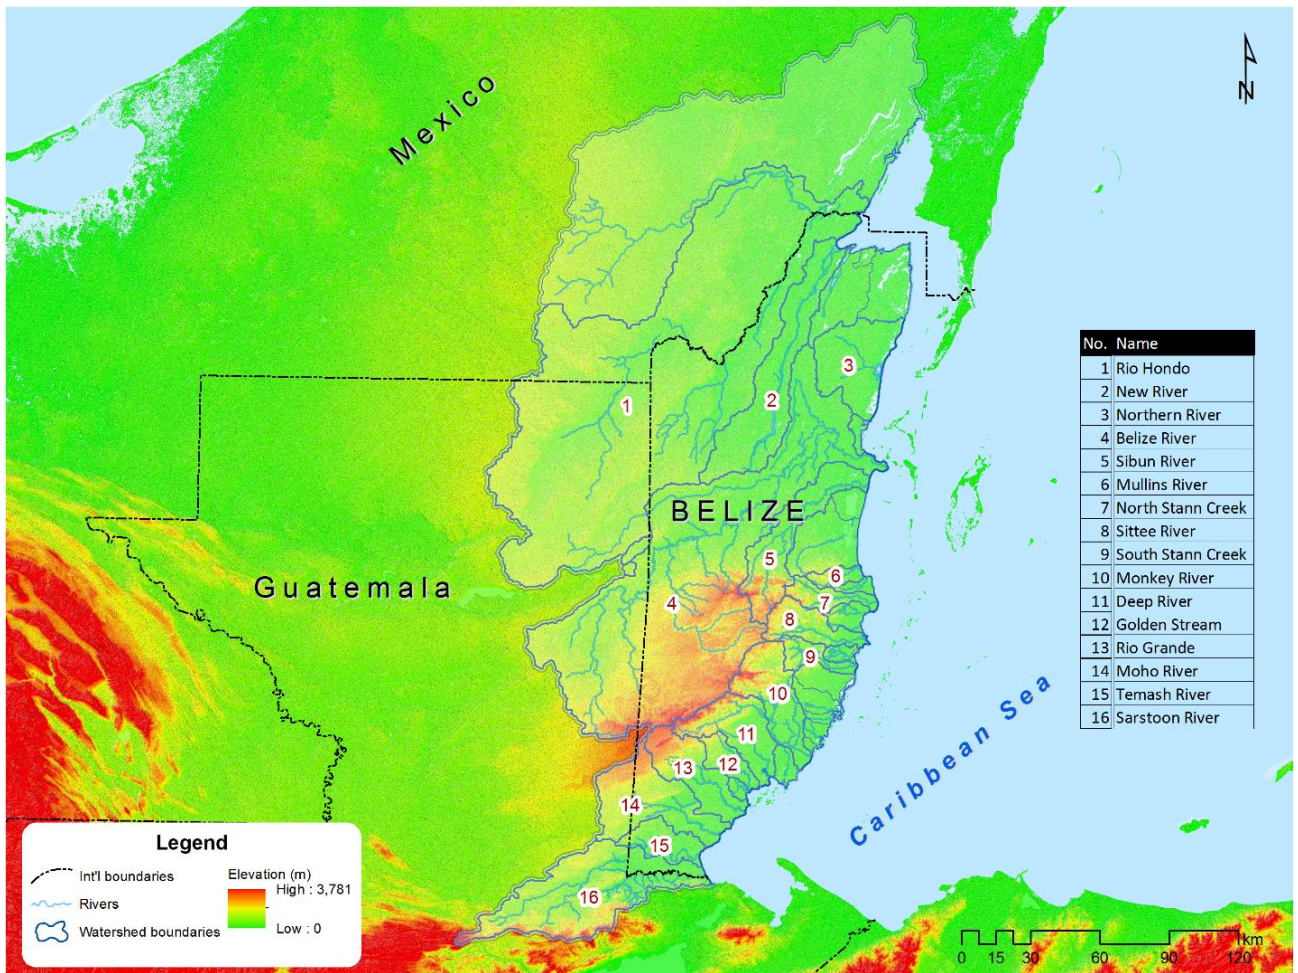 Mexico
N
No. Name
1 Rio Hondo
2 New River
3 Northern River
4 Belize River
5 Sibun River
6 Mullins River
7 North Stann Creek
8 Sittee River
9 South Stann Creek
10 Monkey River
11 Deep River
12 Golden Stream
13 Rio Grande
14 Moho River
15 Temash River
16 Sarstoon River
3
1
2
BELIZE
5
6
Guatemala
4
7
8
9
10
11
12
13
14
15
16
Caribbean Sea
Legend
Int'l boundaries
Rivers
Watershed boundaries
Elevation (m)
High : 3,781
Low : 0
km
0 15 30 60 90 120